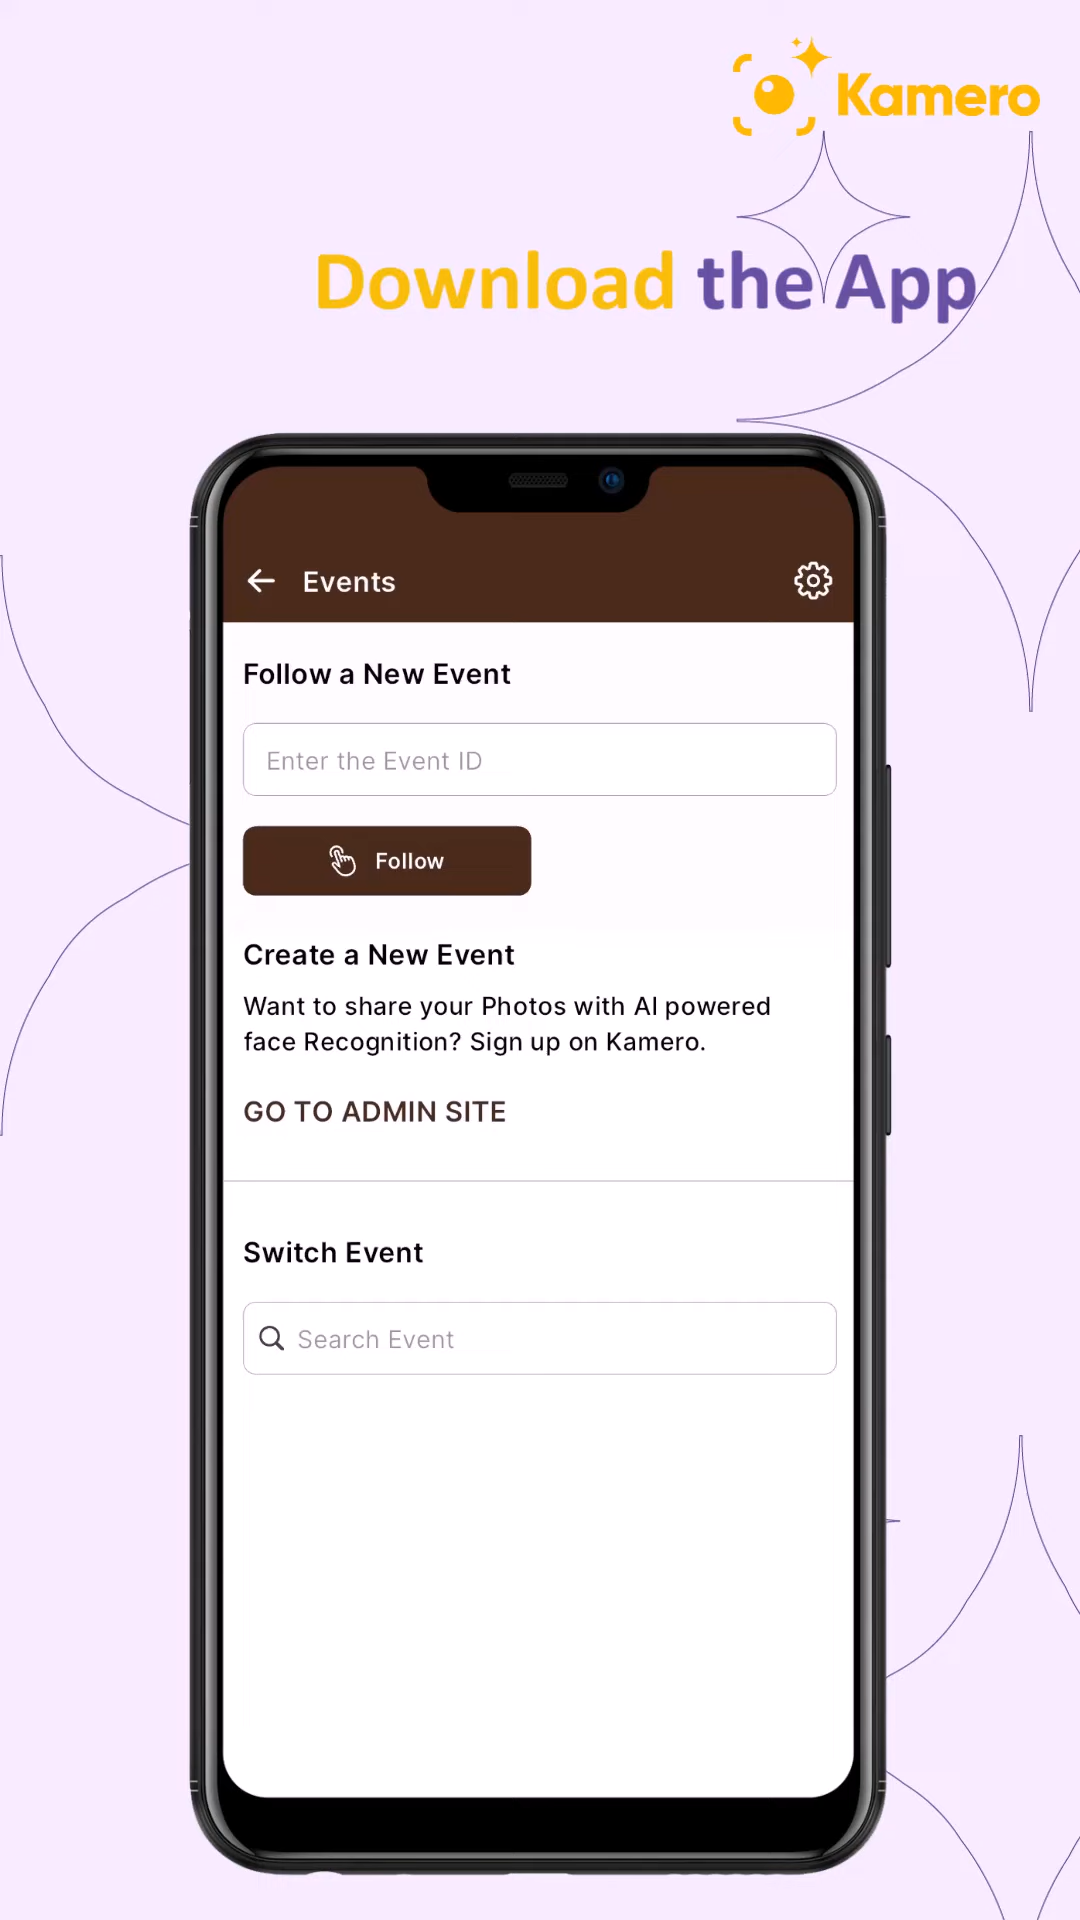 Kamero
Download the App
Events
Follow a New Event
Enter the Event ID
Follow
Create a New Event
Want to share your Photos with AI powered
face Recognition? Sign up on Kamero.
GO TO ADMIN SITE
Switch Event
Search Event